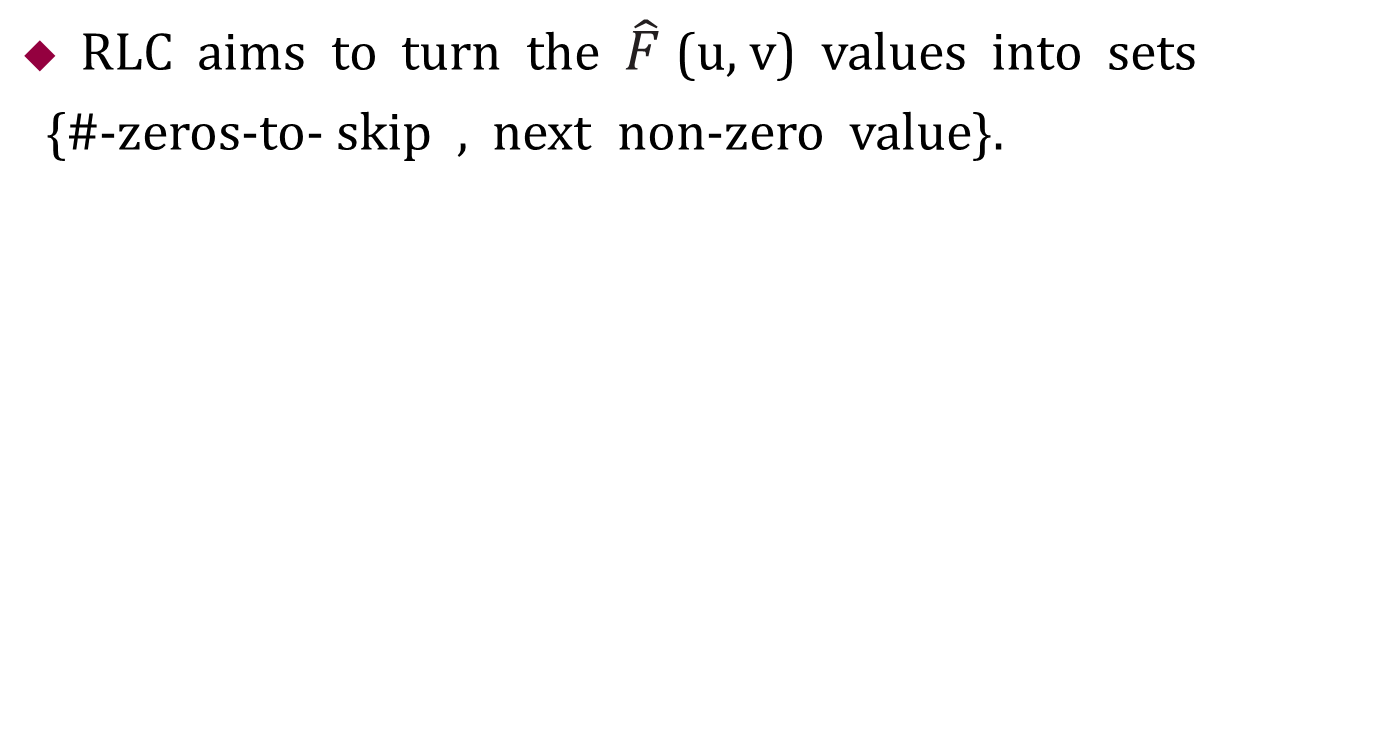 ◆ RLC aims to turn the F̂ (u, v) values into sets
{#-zeros-to- skip , next non-zero value}.